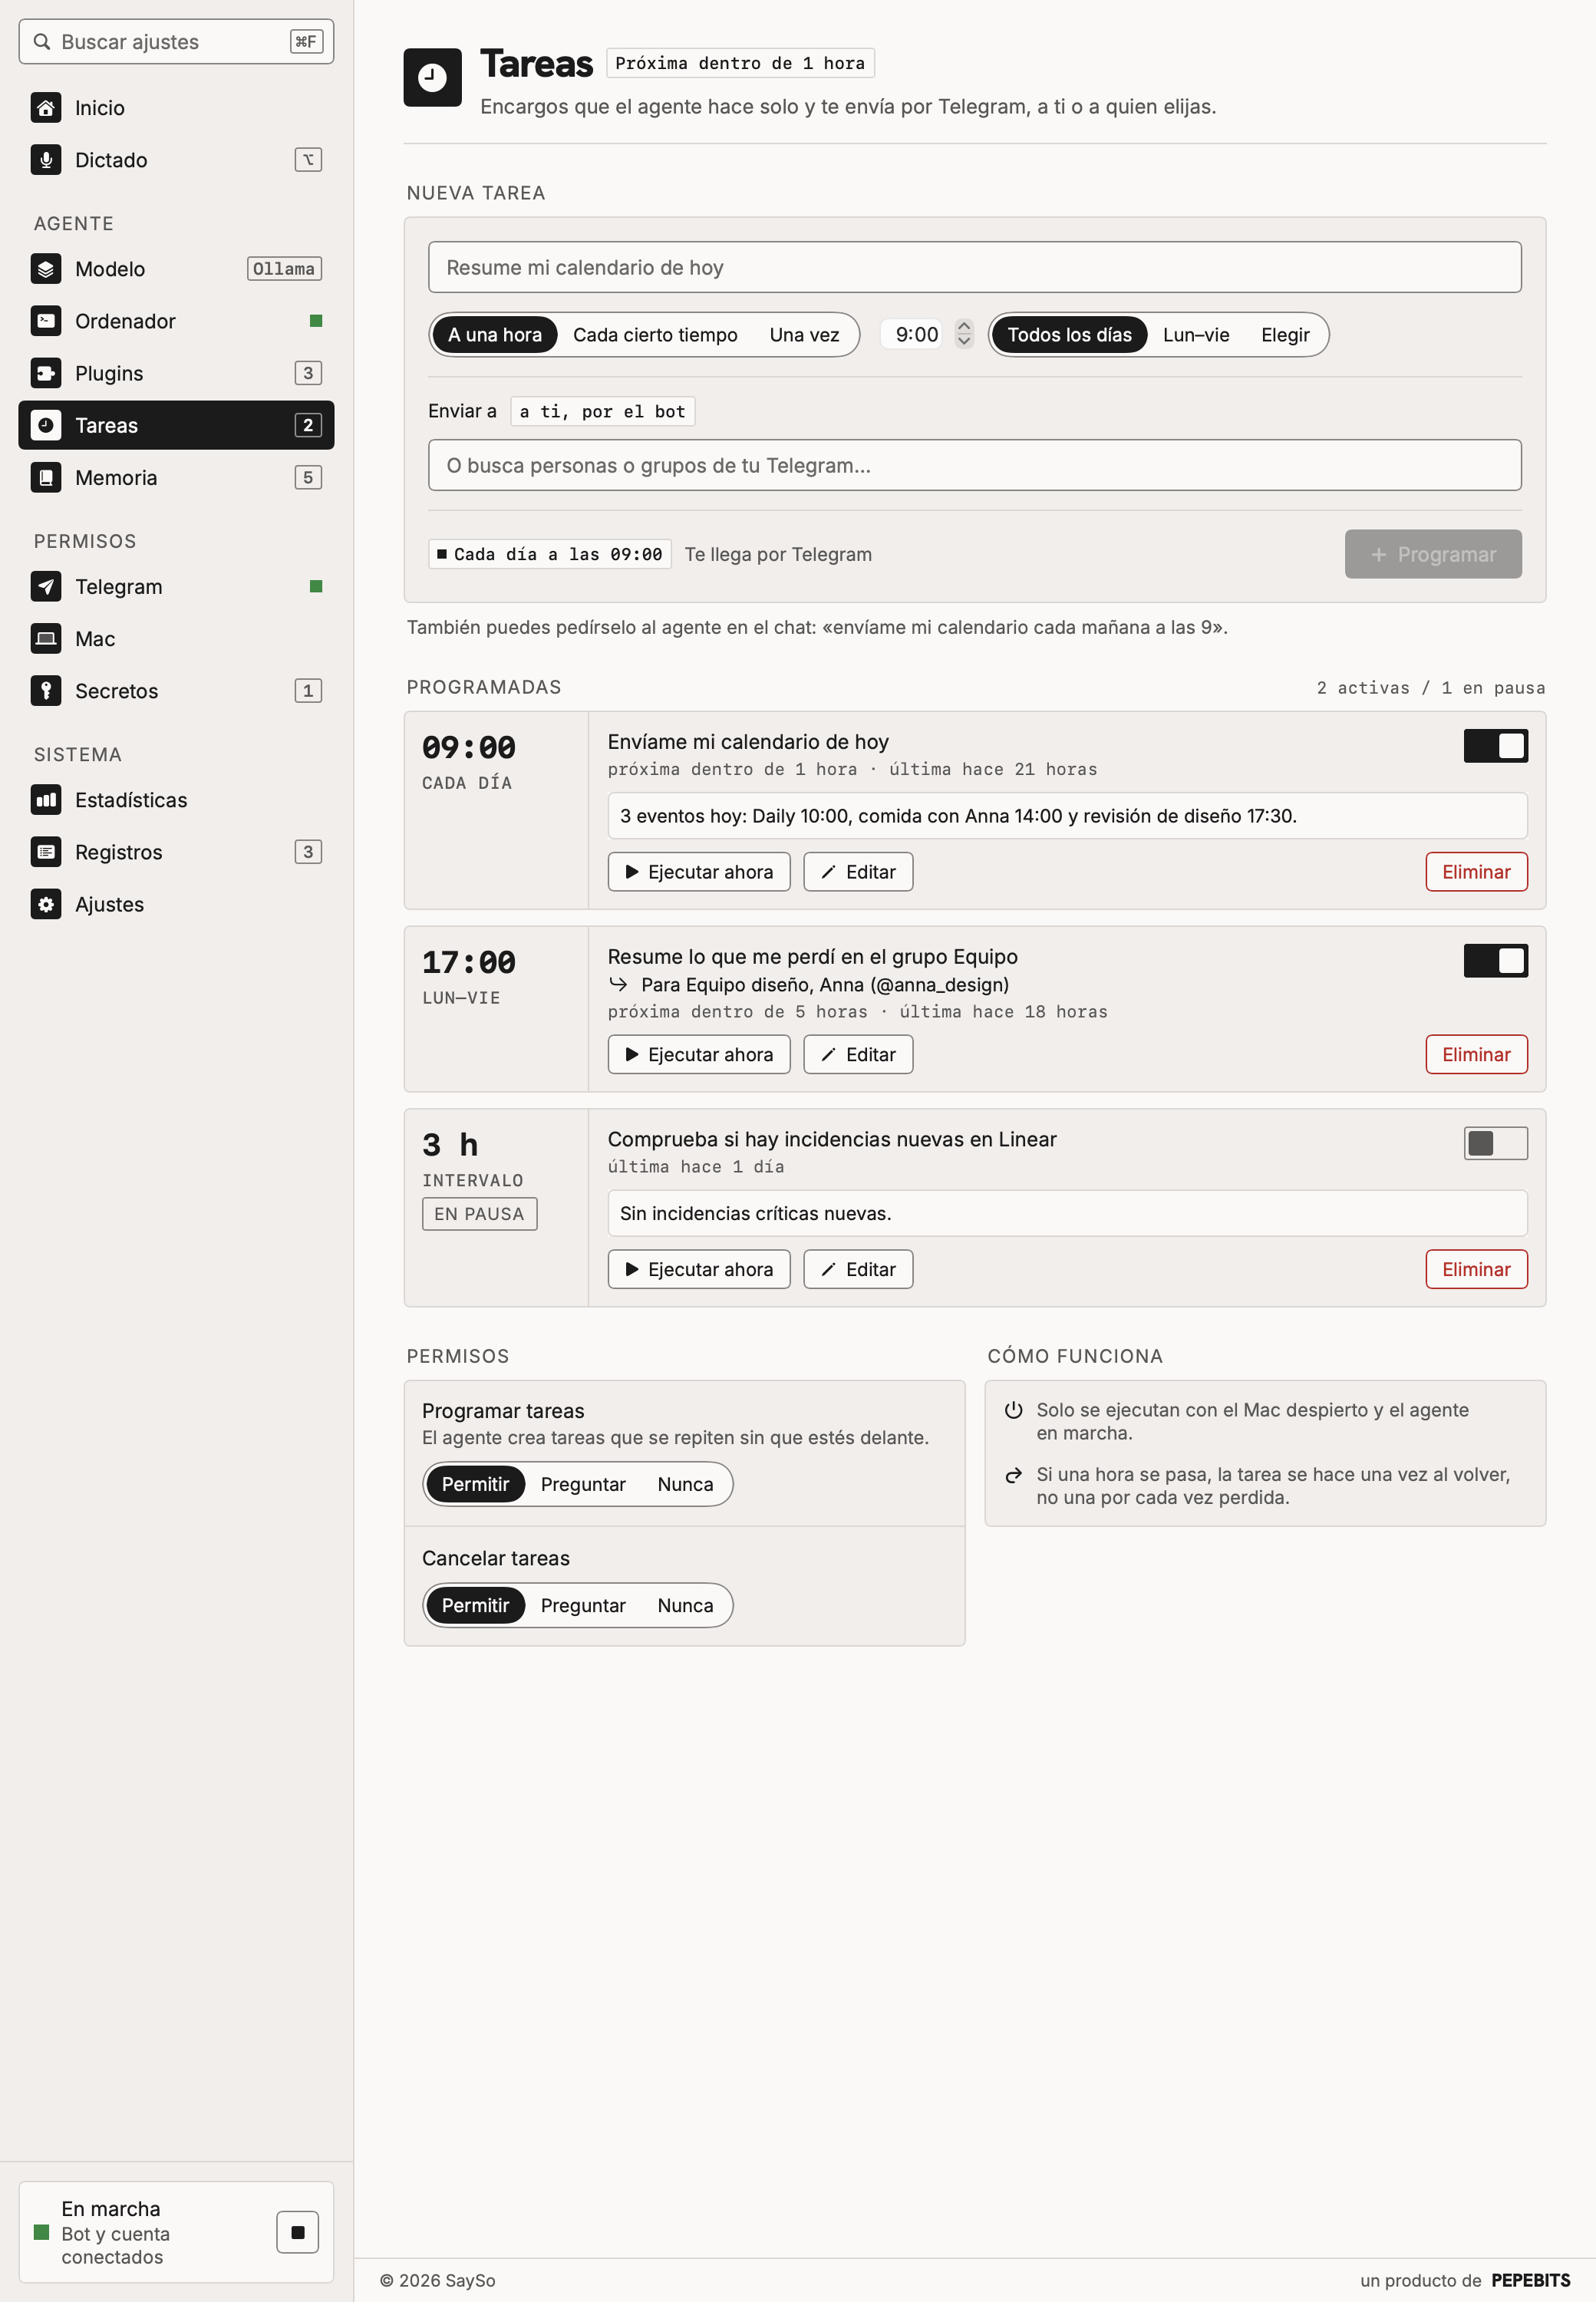 Buscar ajustes ⌘F
Inicio
Dictado ⌥
AGENTE
Modelo Ollama
Ordenador
Plugins 3
Tareas 2
Memoria 5
PERMISOS
Telegram
Mac
Secretos 1
SISTEMA
Estadísticas
Registros 3
Ajustes
En marcha
Bot y cuenta
conectados
Tareas Próxima dentro de 1 hora
Encargos que el agente hace solo y te envía por Telegram, a ti o a quien elijas.
NUEVA TAREA
Resume mi calendario de hoy
A una hora Cada cierto tiempo Una vez 9:00 Todos los días Lun–vie Elegir
Enviar a a ti, por el bot
O busca personas o grupos de tu Telegram...
Cada día a las 09:00 Te llega por Telegram + Programar
También puedes pedírselo al agente en el chat: «envíame mi calendario cada mañana a las 9».
PROGRAMADAS 2 activas / 1 en pausa
09:00
CADA DÍA
Envíame mi calendario de hoy
próxima dentro de 1 hora · última hace 21 horas
3 eventos hoy: Daily 10:00, comida con Anna 14:00 y revisión de diseño 17:30.
Ejecutar ahora Editar Eliminar
17:00
LUN–VIE
Resume lo que me perdí en el grupo Equipo
Para Equipo diseño, Anna (@anna_design)
próxima dentro de 5 horas · última hace 18 horas
Ejecutar ahora Editar Eliminar
3 h
INTERVALO
EN PAUSA
Comprueba si hay incidencias nuevas en Linear
última hace 1 día
Sin incidencias críticas nuevas.
Ejecutar ahora Editar Eliminar
PERMISOS
Programar tareas
El agente crea tareas que se repiten sin que estés delante.
Permitir Preguntar Nunca
Cancelar tareas
Permitir Preguntar Nunca
CÓMO FUNCIONA
Solo se ejecutan con el Mac despierto y el agente
en marcha.
Si una hora se pasa, la tarea se hace una vez al volver,
no una por cada vez perdida.
© 2026 SaySo un producto de PEPEBITS